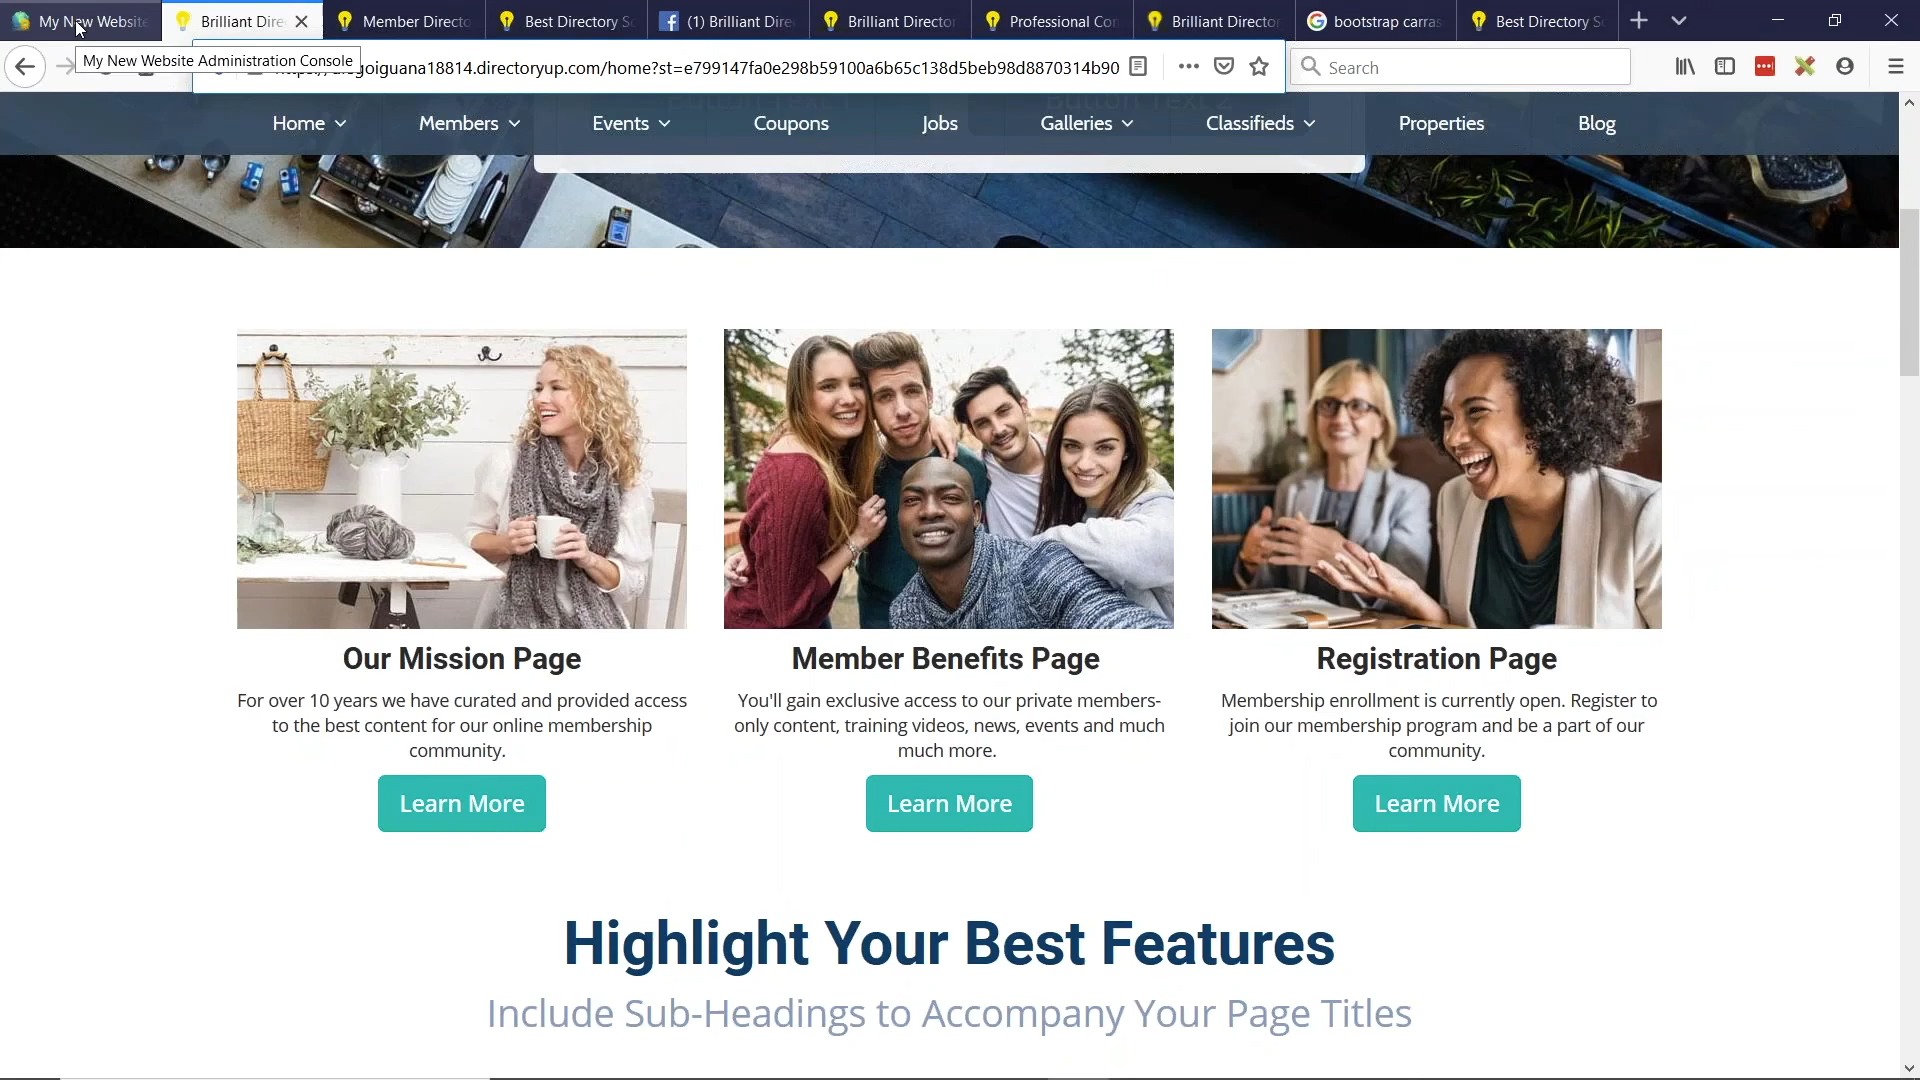 My New Website
Brilliant Dire
Member Directo
Best Directory So
(1) Brilliant Dire
Brilliant Director
Professional Con
Brilliant Director
bootstrap carras
Best Directory So
My New Website Administration Console
goiguana18814.directoryup.com/home?st=e799147fa0e298b59100a6b65c138d5beb98d8870314b90
Search
Home
Members
Events
Coupons
Jobs
Galleries
Classifieds
Properties
Blog
Our Mission Page
For over 10 years we have curated and provided access
to the best content for our online membership
community.
Learn More
Member Benefits Page
You'll gain exclusive access to our private members-
only content, training videos, news, events and much
much more.
Learn More
Registration Page
Membership enrollment is currently open. Register to
join our membership program and be a part of our
community.
Learn More
Highlight Your Best Features
Include Sub-Headings to Accompany Your Page Titles